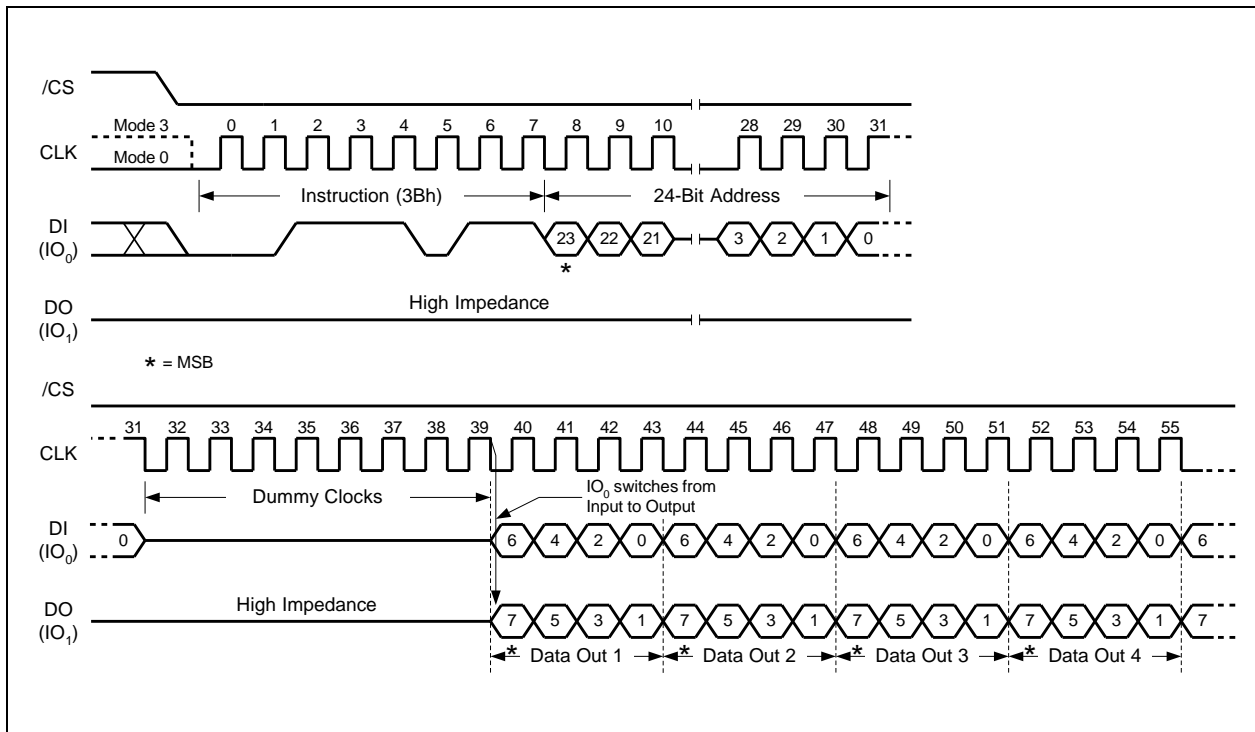 /CS
Mode 3 0 1 2 3 4 5 6 7 8 9 10 28 29 30 31
CLK
Mode 0
Instruction (3Bh) 24-Bit Address
DI
(IO0)
23 22 21 3 2 1 0
*
High Impedance
DO
(IO1)
* = MSB
/CS
31 32 33 34 35 36 37 38 39 40 41 42 43 44 45 46 47 48 49 50 51 52 53 54 55
CLK
Dummy Clocks
IO0 switches from
Input to Output
DI
(IO0)
0 6 4 2 0 6 4 2 0 6 4 2 0 6 4 2 0 6
High Impedance
DO
(IO1)
7 5 3 1 7 5 3 1 7 5 3 1 7 5 3 1 7
* Data Out 1 * Data Out 2 * Data Out 3 * Data Out 4